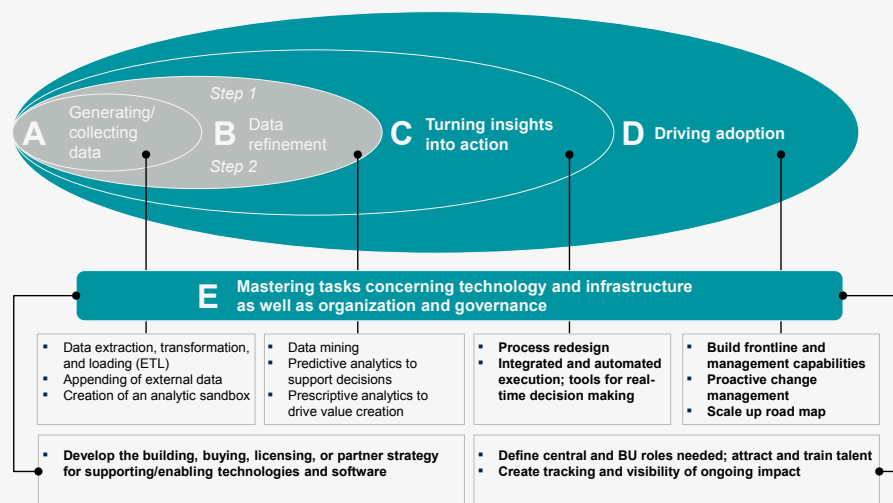 Step 1
A
Generating/
collecting
data
B
Data
refinement
Step 2
C
Turning insights
into action
D
Driving adoption
E
Mastering tasks concerning technology and infrastructure
as well as organization and governance
▪ Data extraction, transformation,
and loading (ETL)
▪ Appending of external data
▪ Creation of an analytic sandbox
▪ Data mining
▪ Predictive analytics to
support decisions
▪ Prescriptive analytics to
drive value creation
▪ Process redesign
▪ Integrated and automated
execution; tools for real-
time decision making
▪ Build frontline and
management capabilities
▪ Proactive change
management
▪ Scale up road map
▪ Develop the building, buying, licensing, or partner strategy
for supporting/enabling technologies and software
▪ Define central and BU roles needed; attract and train talent
▪ Create tracking and visibility of ongoing impact